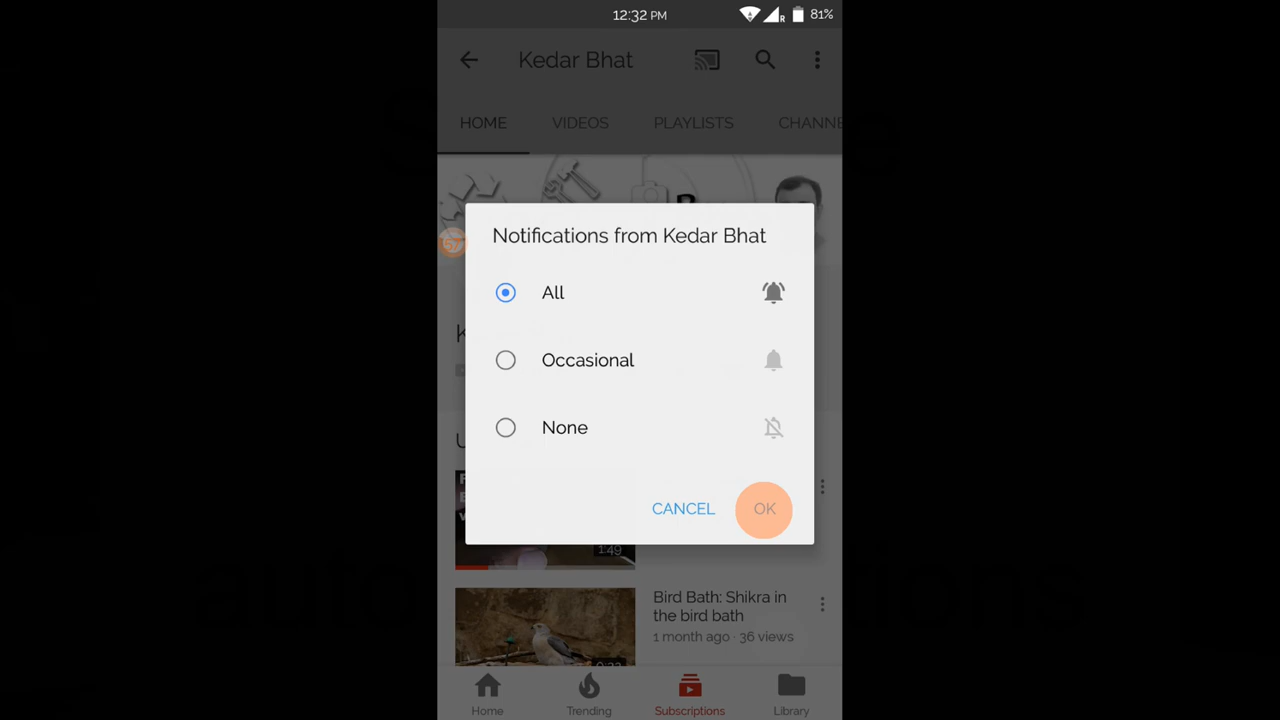 12:32 PM
81%
Kedar Bhat
HOME VIDEOS PLAYLISTS CHANNE
Notifications from Kedar Bhat
All
Occasional
None
CANCEL OK
1:49
Bird Bath: Shikra in
the bird bath
1 month ago · 36 views
Home Trending Subscriptions Library